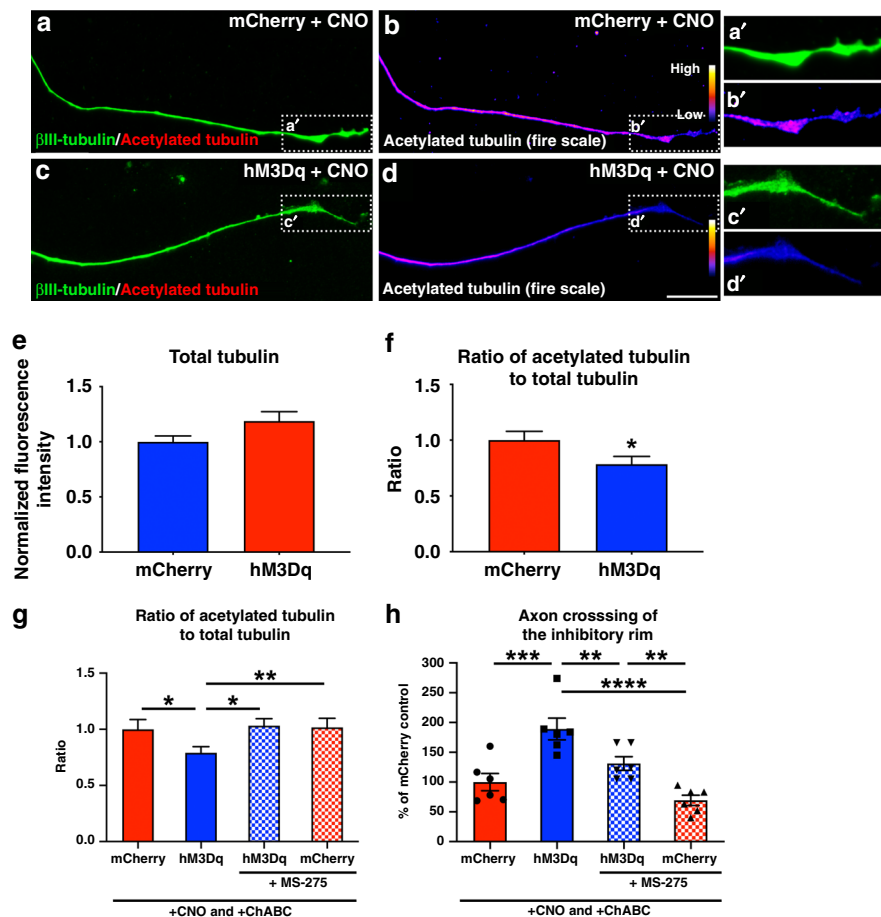 a
mCherry + CNO
b
mCherry + CNO
a′
High
Low
a′
βIII-tubulin/Acetylated tubulin
b′
Acetylated tubulin (fire scale)
b′
c
hM3Dq + CNO
d
hM3Dq + CNO
c′
βIII-tubulin/Acetylated tubulin
d′
Acetylated tubulin (fire scale)
c′
d′
e
Total tubulin
Normalized fluorescence
intensity
1.5
1.0
0.5
0.0
mCherry
hM3Dq
f
Ratio of acetylated tubulin
to total tubulin
Ratio
1.5
1.0
0.5
0.0
*
mCherry
hM3Dq
g
Ratio of acetylated tubulin
to total tubulin
Ratio
1.5
1.0
0.5
0.0
**
*
*
mCherry
hM3Dq
hM3Dq
mCherry
+ MS-275
+CNO and +ChABC
h
Axon crosssing of
the inhibitory rim
% of mCherry control
300
250
200
150
100
50
0
***
**
**
****
mCherry
hM3Dq
hM3Dq
mCherry
+ MS-275
+CNO and +ChABC